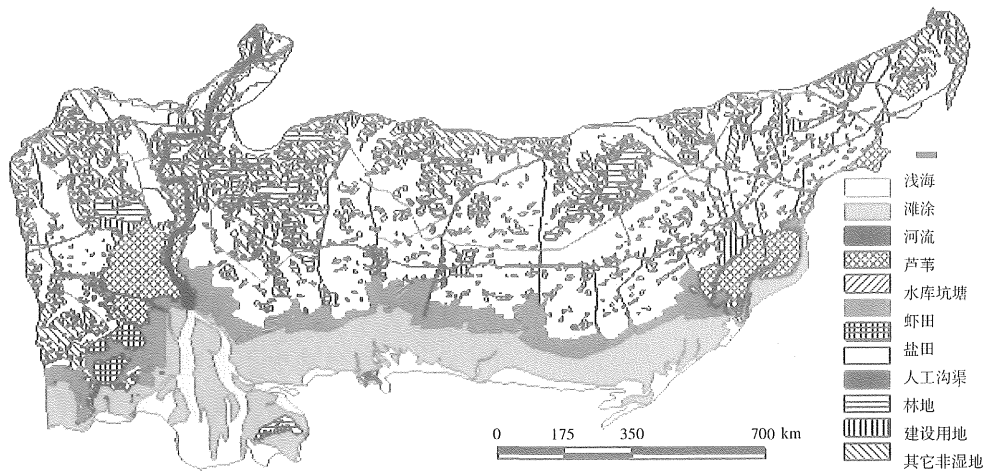 浅海
滩涂
河流
芦苇
水库坑塘
虾田
盐田
人工沟渠
林地
建设用地
其它非湿地
0 175 350 700 km